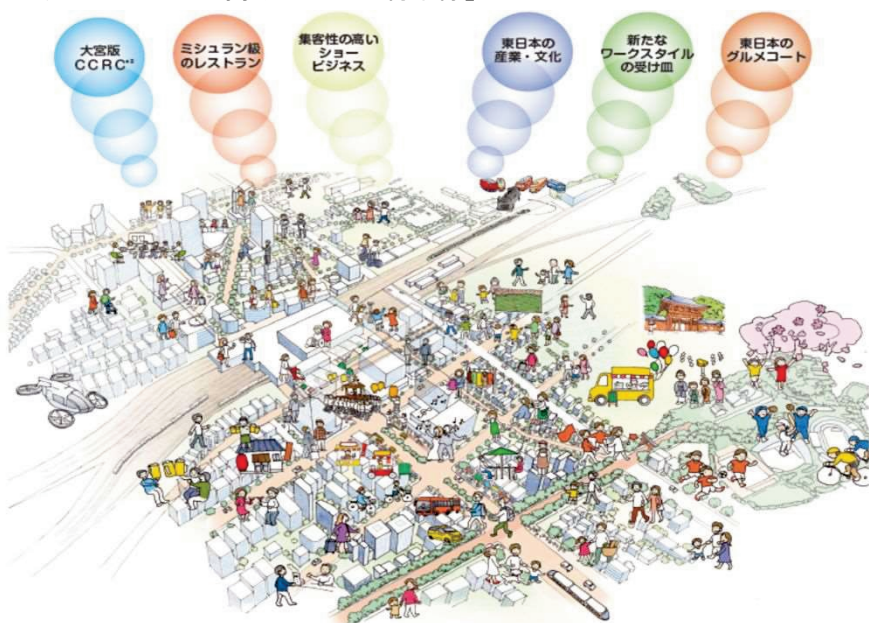 大宮版
CCRC※2
ミシュラン級
のレストラン
集客性の高い
ショー
ビジネス
東日本の
産業・文化
新たな
ワークスタイル
の受け皿
東日本の
グルメコート